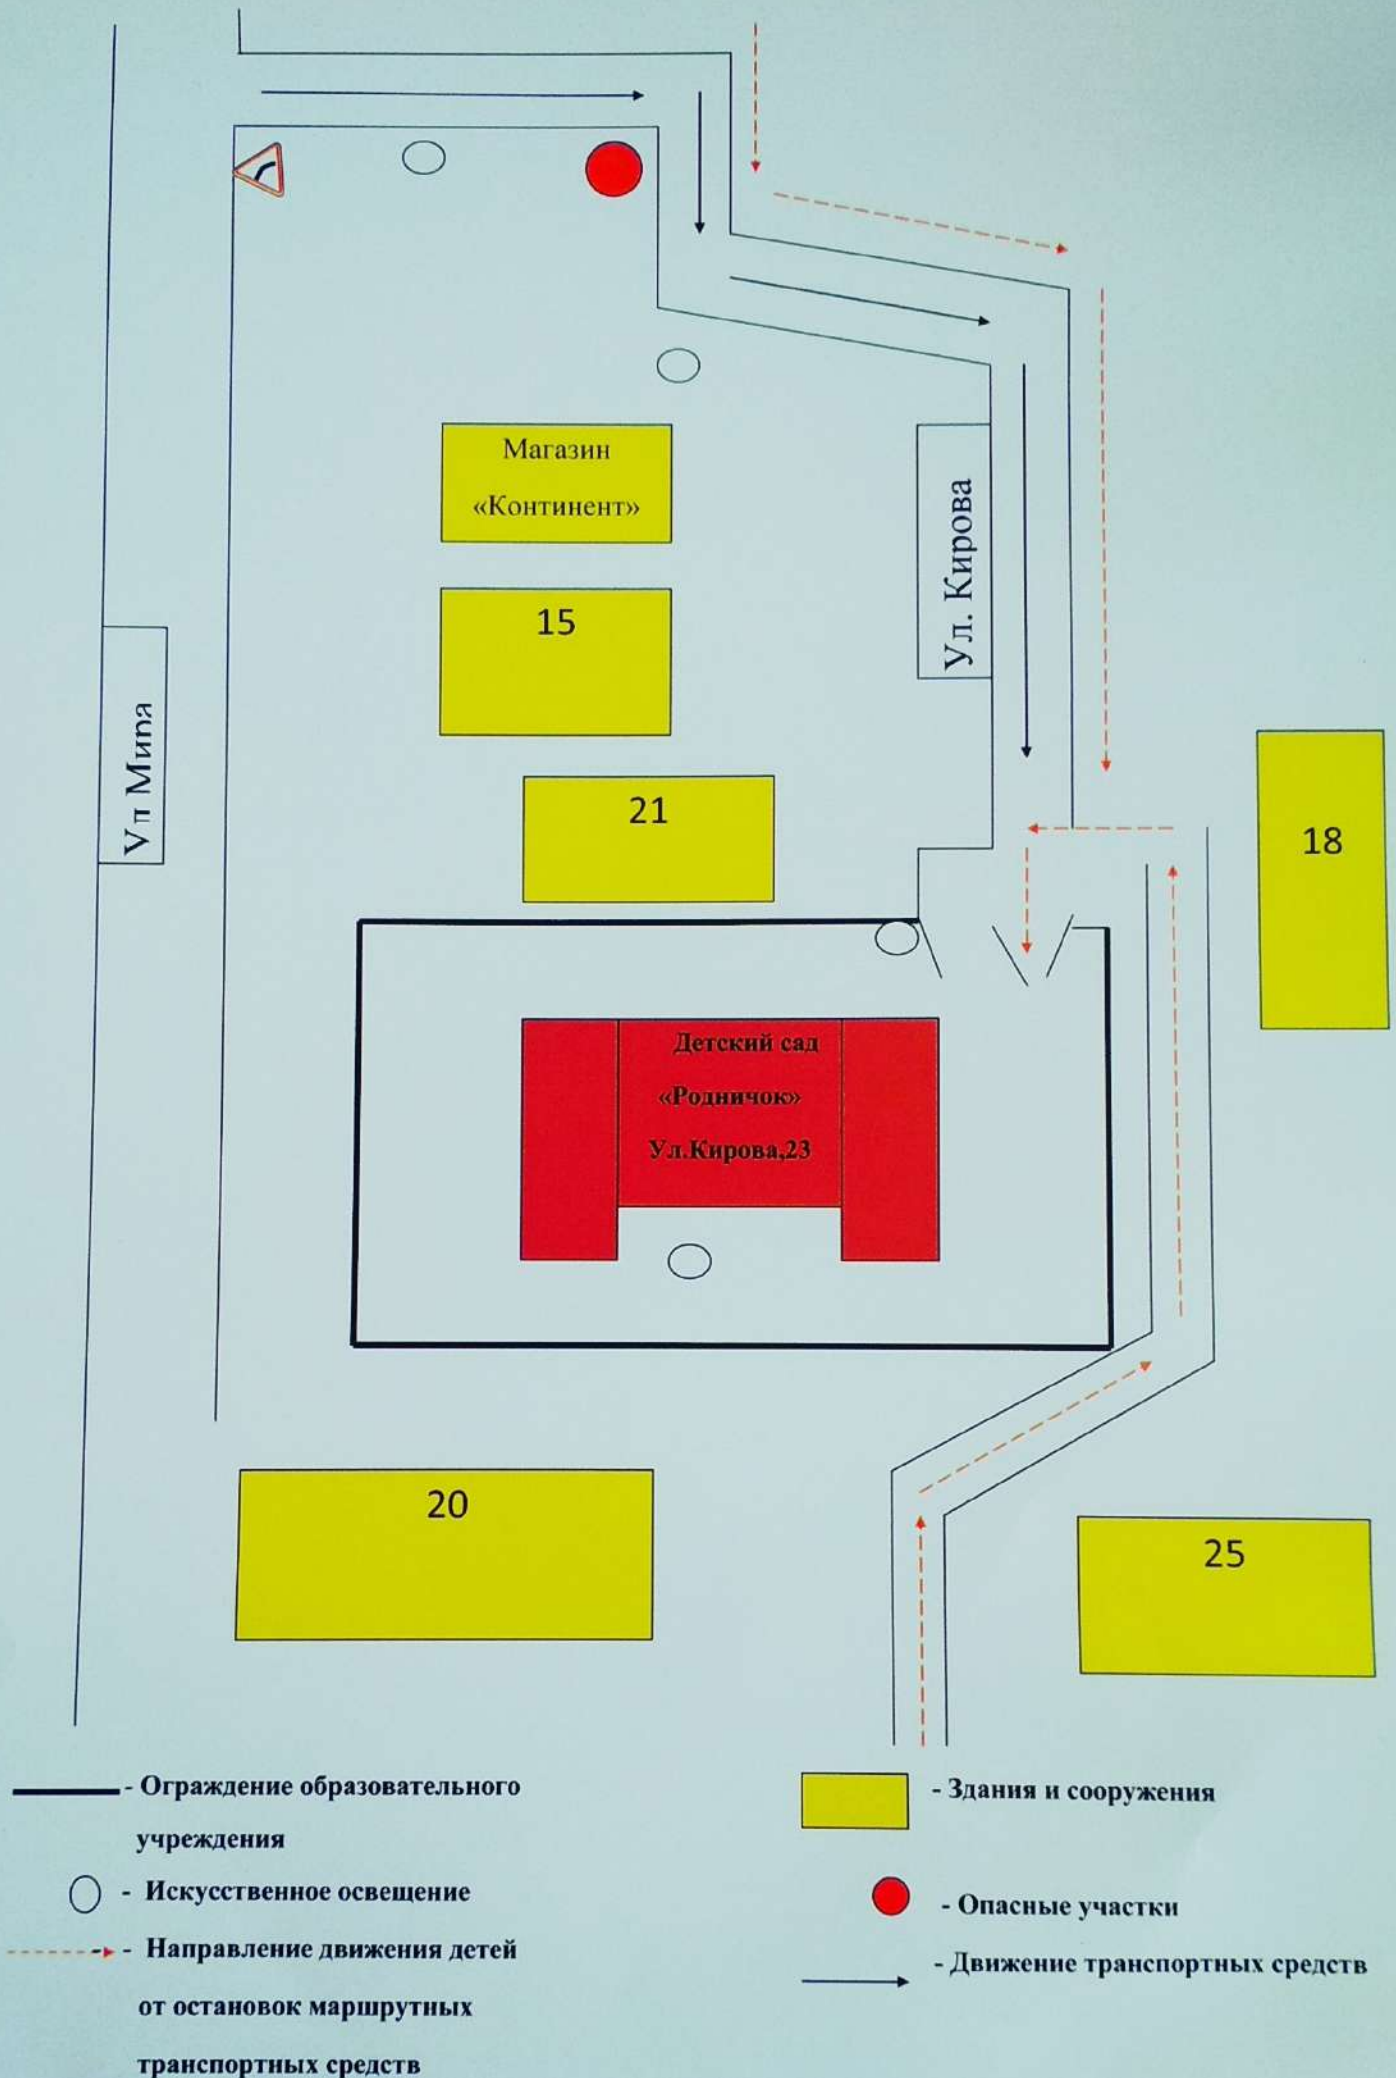 Магазин
«Континент»
15
Ул. Кирова
Ул Мира
21
18
Детский сад
«Родничок»
Ул.Кирова,23
20
25
- Ограждение образовательного
учреждения
- Искусственное освещение
- Направление движения детей
от остановок маршрутных
транспортных средств
- Здания и сооружения
- Опасные участки
- Движение транспортных средств